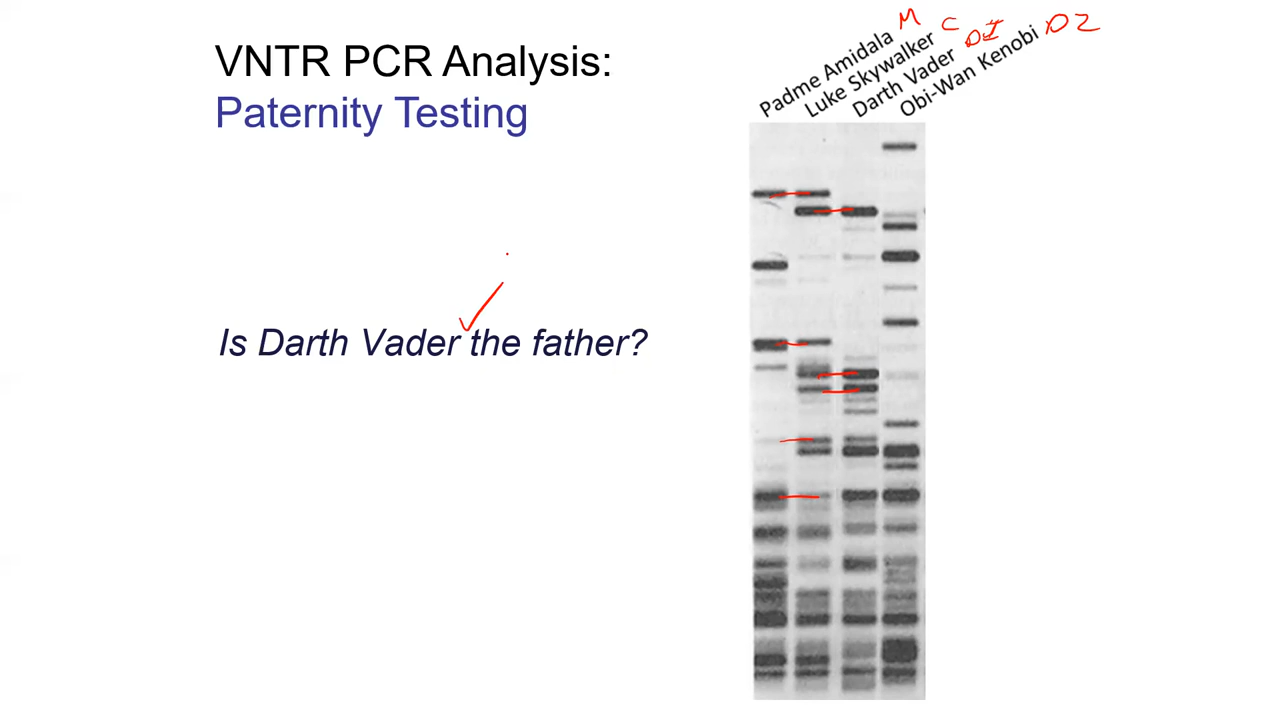 VNTR PCR Analysis:
Paternity Testing
Is Darth Vader the father?
Padme Amidala M
Luke Skywalker C
Darth Vader D1
Obi-Wan Kenobi D2